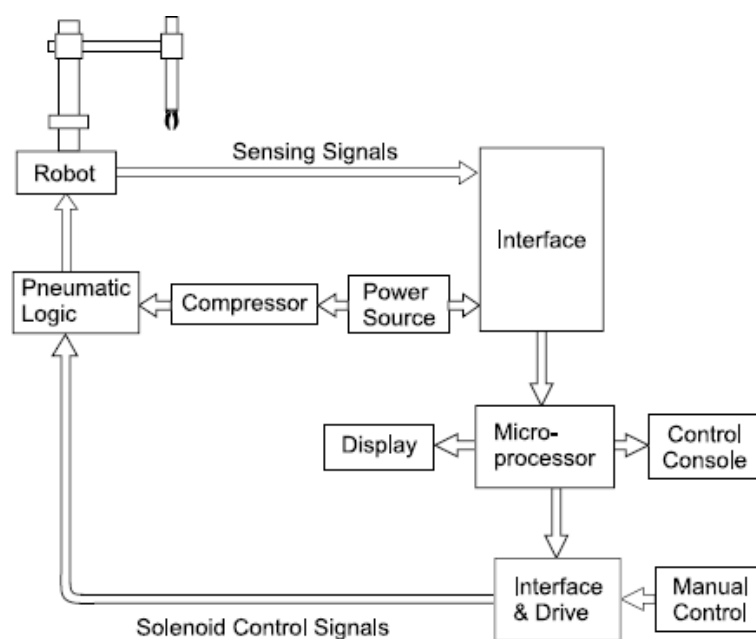 Sensing Signals
Robot
Interface
Pneumatic
Logic
Compressor
Power
Source
Display
Micro-
processor
Control
Console
Interface
& Drive
Manual
Control
Solenoid Control Signals